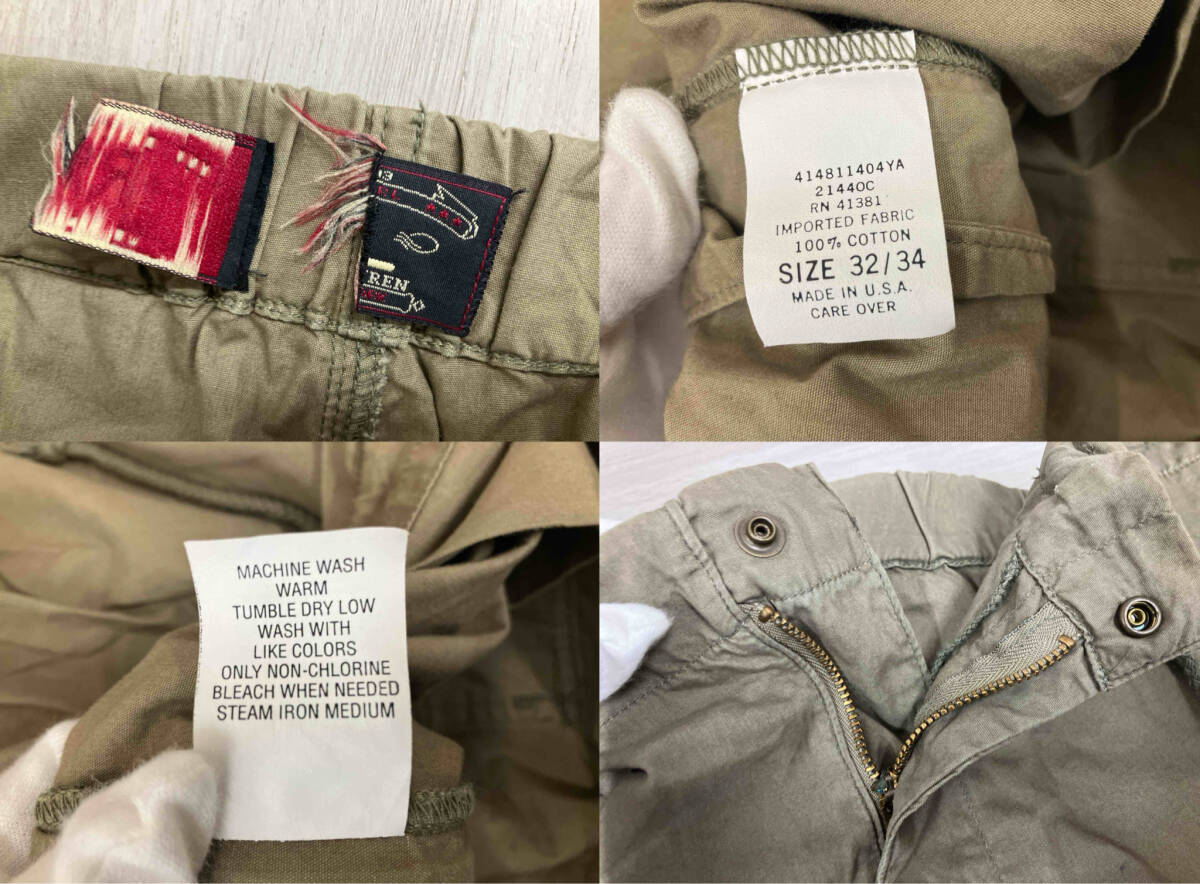 REN
414811404YA
21440C
RN 41381
IMPORTED FABRIC
100% COTTON
SIZE 32/34
MADE IN U.S.A.
CARE OVER
MACHINE WASH
WARM
TUMBLE DRY LOW
WASH WITH
LIKE COLORS
ONLY NON-CHLORINE
BLEACH WHEN NEEDED
STEAM IRON MEDIUM